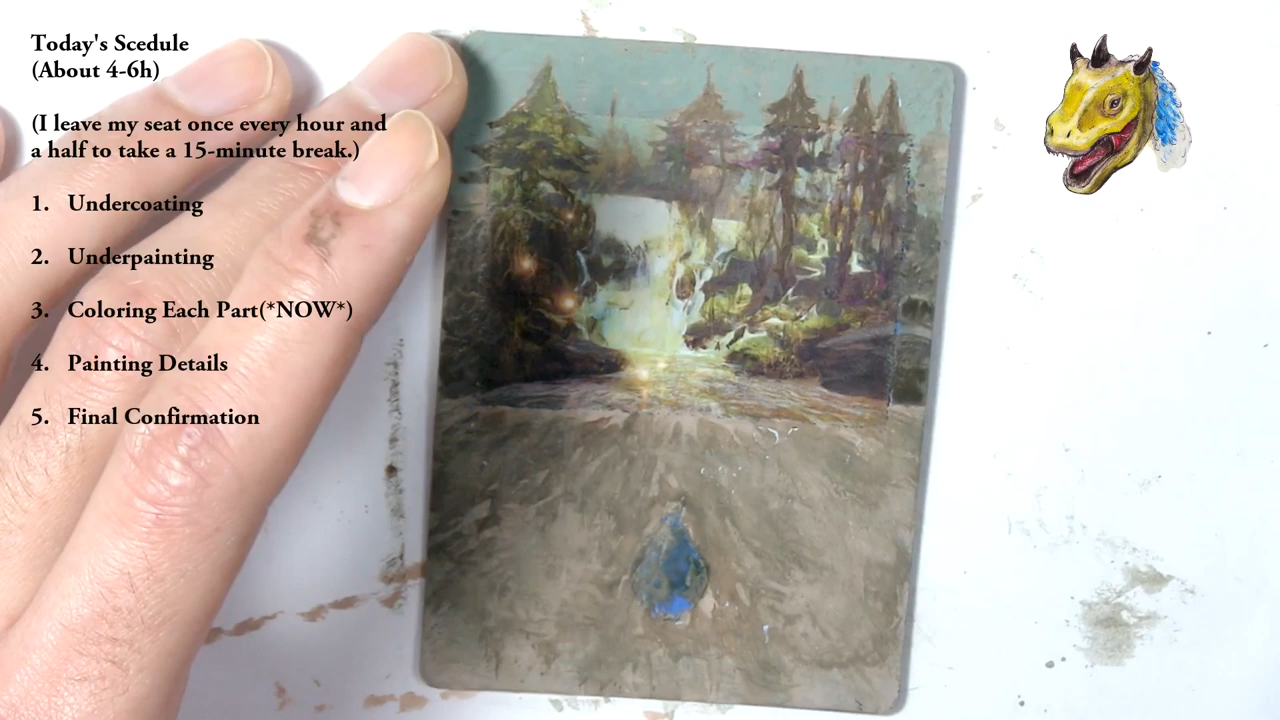 Today's Scedule
(About 4-6h)
(I leave my seat once every hour and
a half to take a 15-minute break.)
1. Undercoating
2. Underpainting
3. Coloring Each Part(*NOW*)
4. Painting Details
5. Final Confirmation